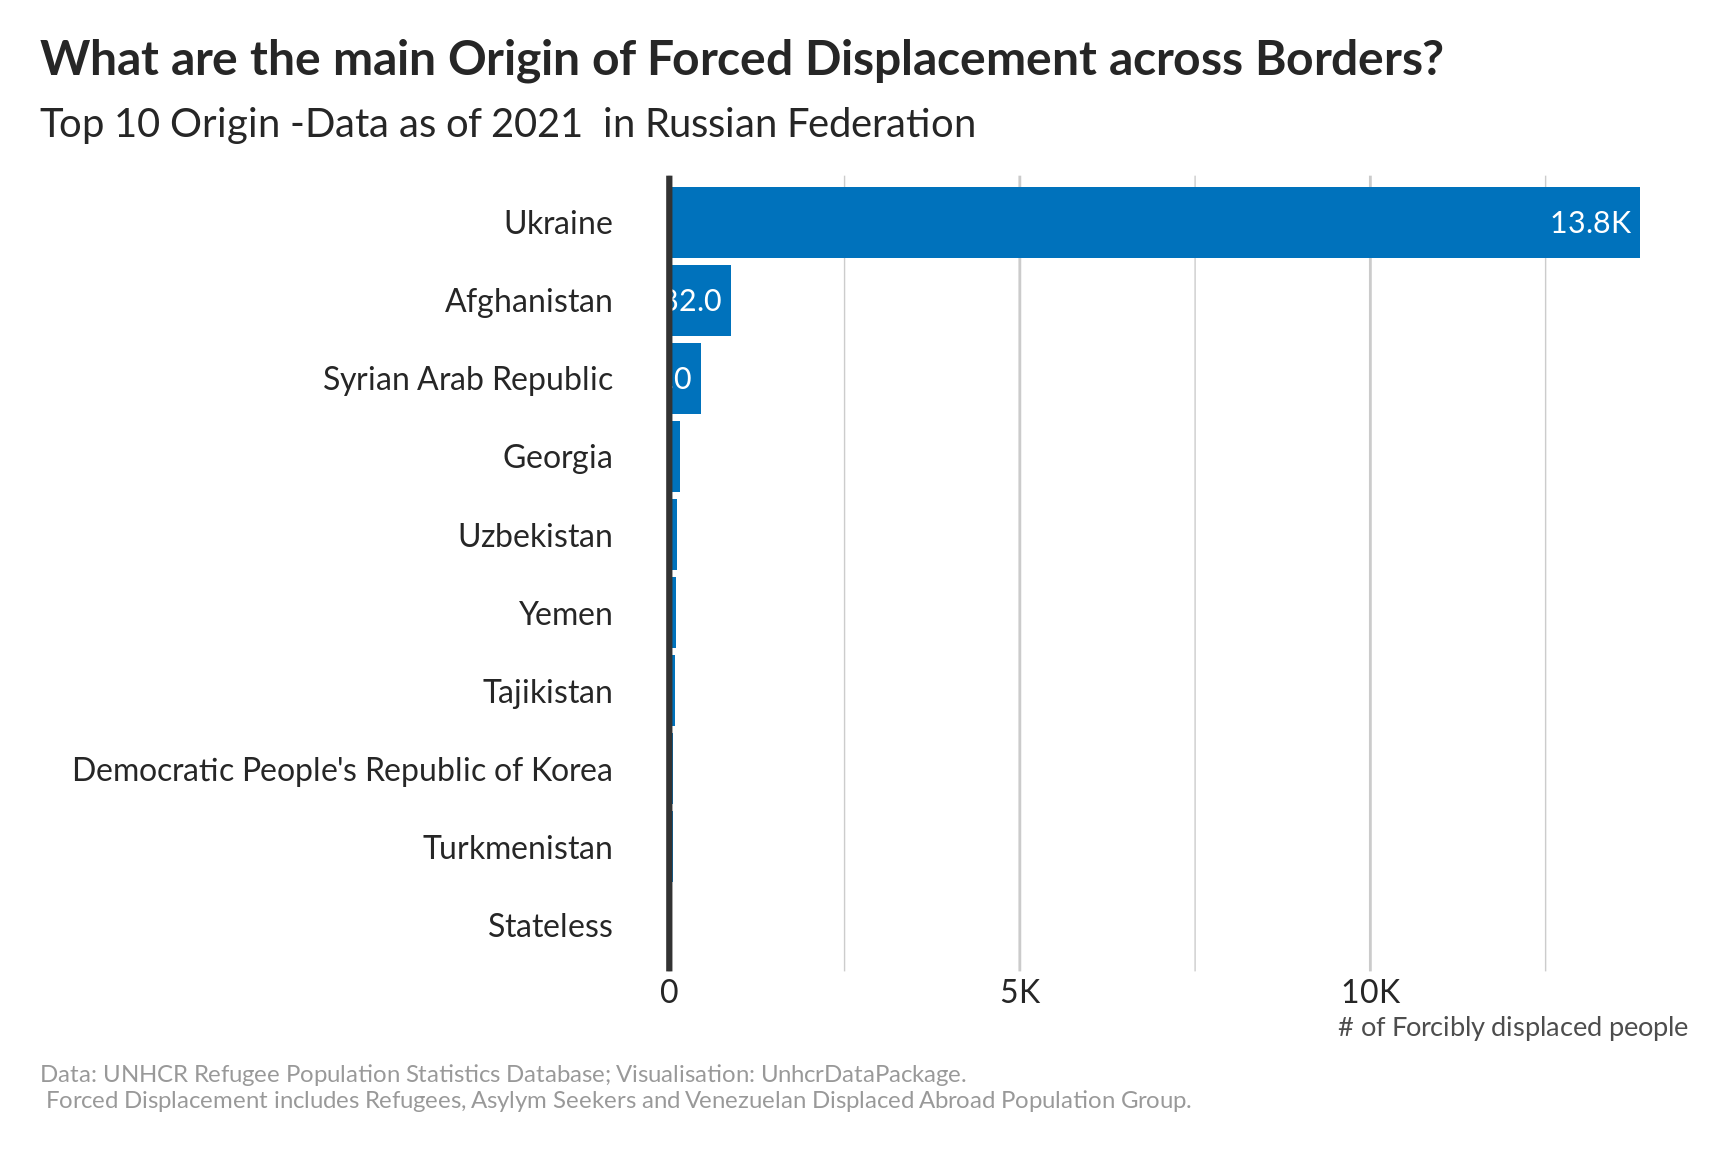 What are the main Origin of Forced Displacement across Borders?
Top 10 Origin -Data as of 2021  in Russian Federation
Ukraine
13.8K
Afghanistan
32.0
Syrian Arab Republic
.0
Georgia
Uzbekistan
Yemen
Tajikistan
Democratic People's Republic of Korea
Turkmenistan
Stateless
0 5K 10K
# of Forcibly displaced people
Data: UNHCR Refugee Population Statistics Database; Visualisation: UnhcrDataPackage.
Forced Displacement includes Refugees, Asylym Seekers and Venezuelan Displaced Abroad Population Group.